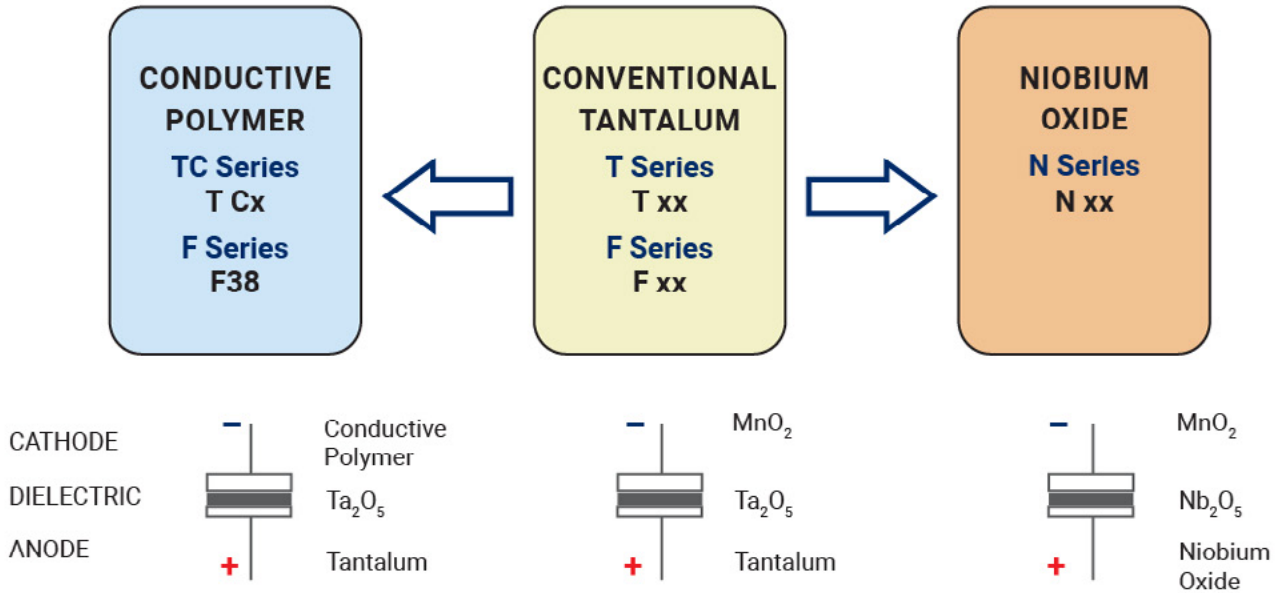 CONDUCTIVE
POLYMER
TC Series
T Cx
F Series
F38
CONVENTIONAL
TANTALUM
T Series
T xx
F Series
F xx
NIOBIUM
OXIDE
N Series
N xx
CATHODE
DIELECTRIC
ANODE
−
Conductive
Polymer
Ta₂O₅
+
Tantalum
−
MnO₂
Ta₂O₅
+
Tantalum
−
MnO₂
Nb₂O₅
+
Niobium
Oxide